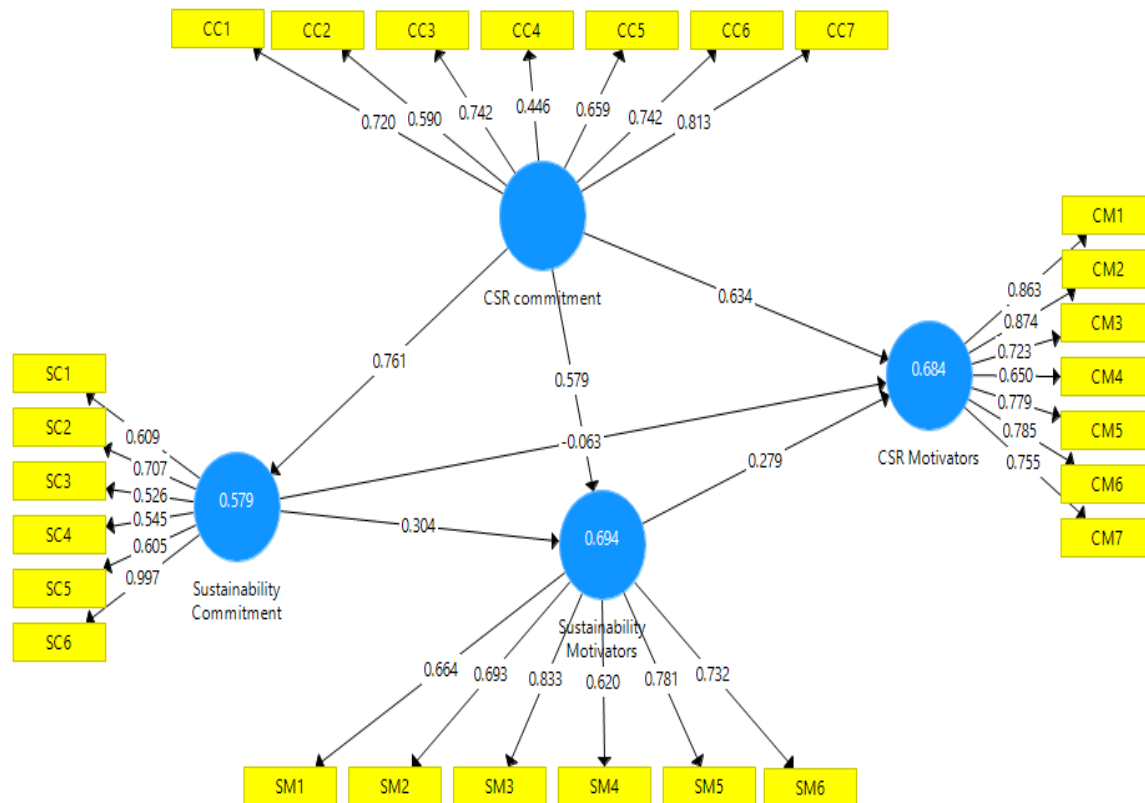 CC1 CC2 CC3 CC4 CC5 CC6 CC7
0.720 0.590 0.742 0.446 0.659 0.742 0.813
CSR commitment
CM1
CM2
CM3
CM4
CM5
CM6
CM7
0.863
0.874
0.723
0.650
0.779
0.785
0.755
0.684
CSR Motivators
0.634
0.761
0.579
-0.063
0.279
0.304
SC1
SC2
SC3
SC4
SC5
SC6
0.609
0.707
0.526
0.545
0.605
0.997
0.579
Sustainability
Commitment
0.694
Sustainability
Motivators
0.664 0.693 0.833 0.620 0.781 0.732
SM1 SM2 SM3 SM4 SM5 SM6